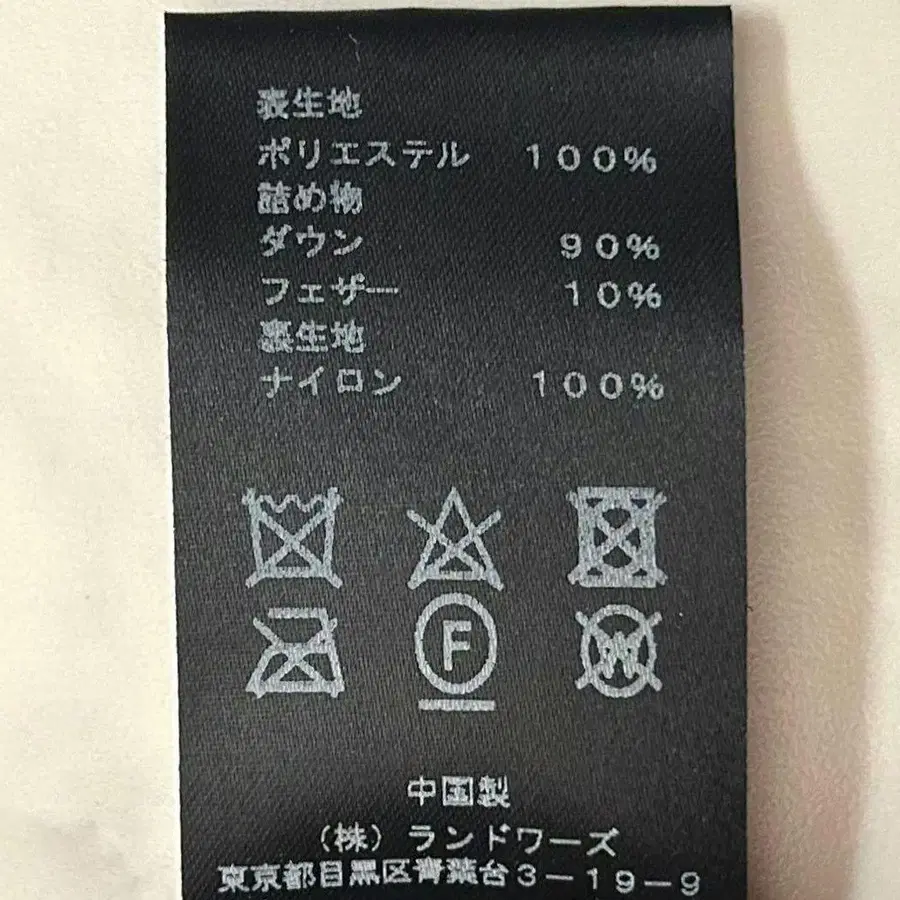 表生地
ポリエステル 100%
詰め物
ダウン 90%
フェザー 10%
裏生地
ナイロン 100%
F
W
中国製
(株)ランドワーズ
東京都目黒区青葉台3-19-9